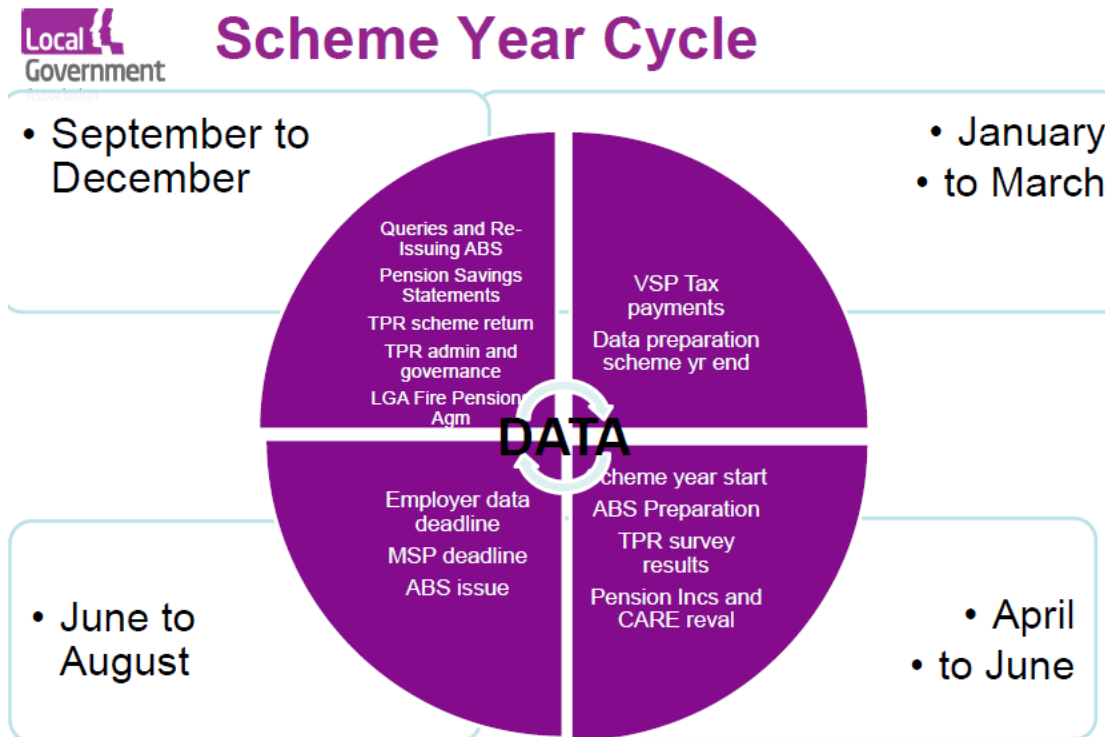 Local
Government
Association
Scheme Year Cycle
• September to
December
• January
• to March
Queries and Re-
Issuing ABS
Pension Savings
Statements
TPR scheme return
TPR admin and
governance
LGA Fire Pensions
Agm
VSP Tax
payments
Data preparation
scheme yr end
DATA
Employer data
deadline
MSP deadline
ABS issue
cheme year start
ABS Preparation
TPR survey
results
Pension Incs and
CARE reval
• June to
August
• April
• to June